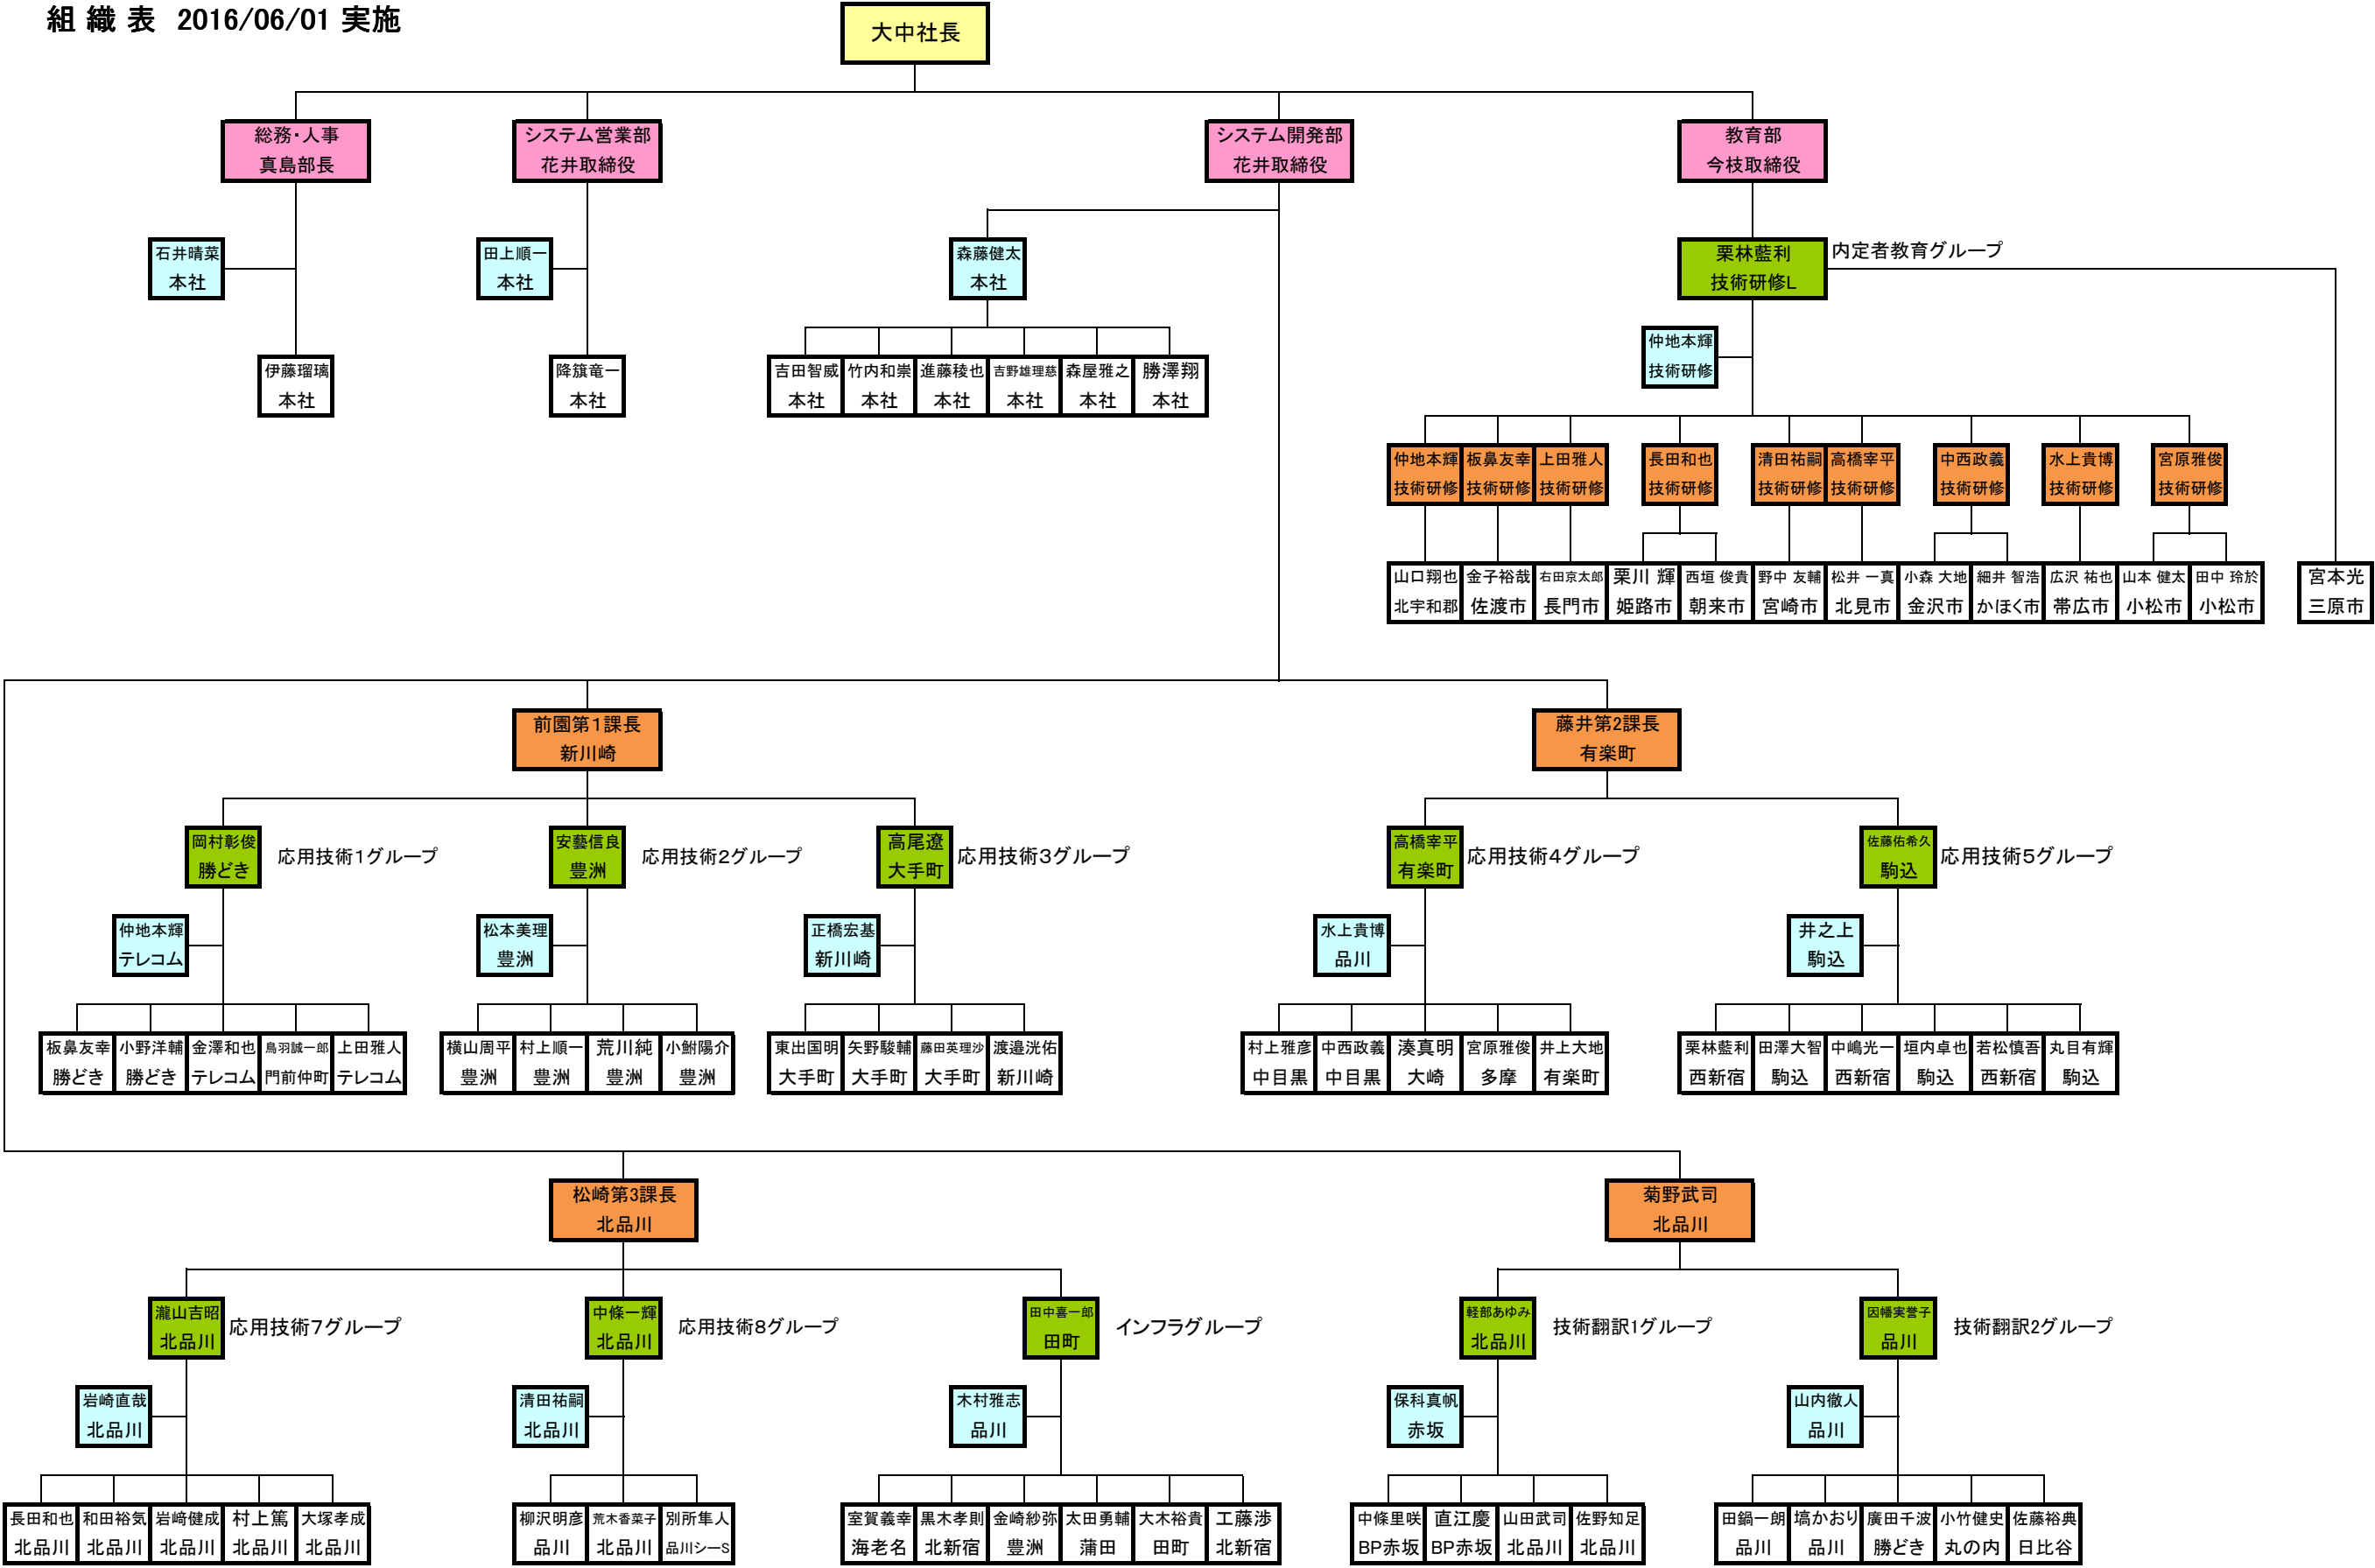 組 織 表  2016/06/01 実施
大中社長
総務・人事
真島部長
システム営業部
花井取締役
システム開発部
花井取締役
教育部
今枝取締役
石井晴菜
本社
田上順一
本社
森藤健太
本社
栗林藍利
技術研修L
内定者教育グループ
仲地本輝
技術研修
伊藤瑠璃
本社
降籏竜一
本社
吉田智威
本社
竹内和崇
本社
進藤稜也
本社
吉野雄理慈
本社
森屋雅之
本社
勝澤翔
本社
仲地本輝
技術研修
板鼻友幸
技術研修
上田雅人
技術研修
長田和也
技術研修
清田祐嗣
技術研修
高橋宰平
技術研修
中西政義
技術研修
水上貴博
技術研修
宮原雅俊
技術研修
山口翔也
北宇和郡
金子裕哉
佐渡市
右田京太郎
長門市
栗川 輝
姫路市
西垣 俊貴
朝来市
野中 友輔
宮崎市
松井 一真
北見市
小森 大地
金沢市
細井 智浩
かほく市
広沢 祐也
帯広市
山本 健太
小松市
田中 玲於
小松市
宮本光
三原市
前園第1課長
新川崎
藤井第2課長
有楽町
岡村彰俊
勝どき
応用技術1グループ
安藝信良
豊洲
応用技術2グループ
高尾遼
大手町
応用技術3グループ
高橋宰平
有楽町
応用技術4グループ
佐藤佑希久
駒込
応用技術5グループ
仲地本輝
テレコム
松本美理
豊洲
正橋宏基
新川崎
水上貴博
品川
井之上
駒込
板鼻友幸
勝どき
小野洋輔
勝どき
金澤和也
テレコム
鳥羽誠一郎
門前仲町
上田雅人
テレコム
横山周平
豊洲
村上順一
豊洲
荒川純
豊洲
小鮒陽介
豊洲
東出国明
大手町
矢野駿輔
大手町
藤田英理沙
大手町
渡邉洸佑
新川崎
村上雅彦
中目黒
中西政義
中目黒
湊真明
大崎
宮原雅俊
多摩
井上大地
有楽町
栗林藍利
西新宿
田澤大智
駒込
中嶋光一
西新宿
垣内卓也
駒込
若松慎吾
西新宿
丸目有輝
駒込
松崎第3課長
北品川
菊野武司
北品川
瀧山吉昭
北品川
応用技術7グループ
中條一輝
北品川
応用技術8グループ
田中喜一郎
田町
インフラグループ
軽部あゆみ
北品川
技術翻訳1グループ
因幡実誉子
品川
技術翻訳2グループ
岩崎直哉
北品川
清田祐嗣
北品川
木村雅志
品川
保科真帆
赤坂
山内徹人
品川
長田和也
北品川
和田裕気
北品川
岩﨑健成
北品川
村上篤
北品川
大塚孝成
北品川
柳沢明彦
品川
荒木香菜子
北品川
別所隼人
品川シーS
室賀義幸
海老名
黒木孝則
北新宿
金崎紗弥
豊洲
太田勇輔
蒲田
大木裕貴
田町
工藤渉
北新宿
中條里咲
BP赤坂
直江慶
BP赤坂
山田武司
北品川
佐野知足
北品川
田鍋一朗
品川
塙かおり
品川
廣田千波
勝どき
小竹健史
丸の内
佐藤裕典
日比谷